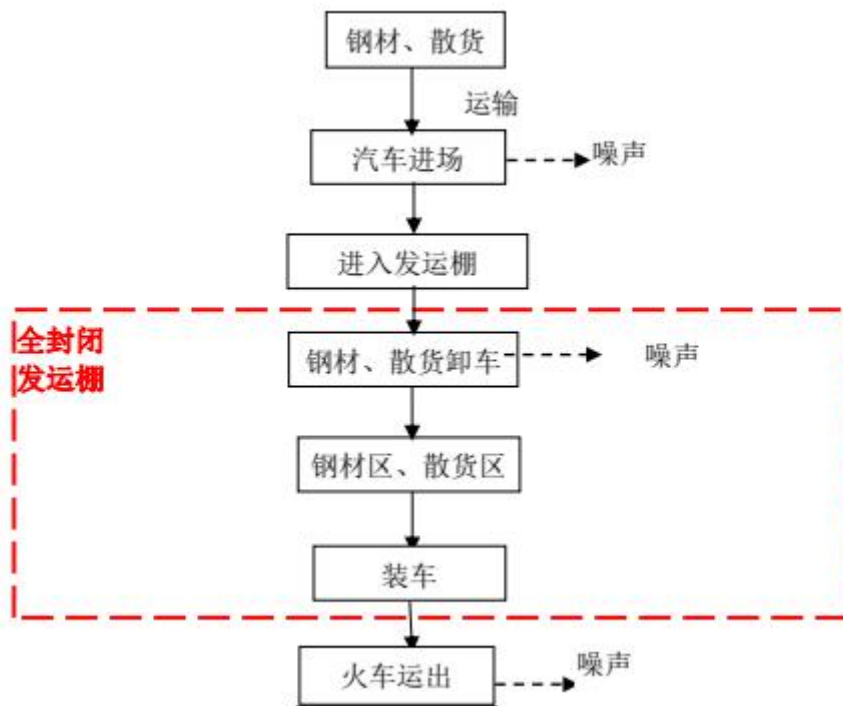 钢材、散货
运输
汽车进场
噪声
进入发运棚
全封闭
发运棚
钢材、散货卸车
噪声
钢材区、散货区
装车
火车运出
噪声